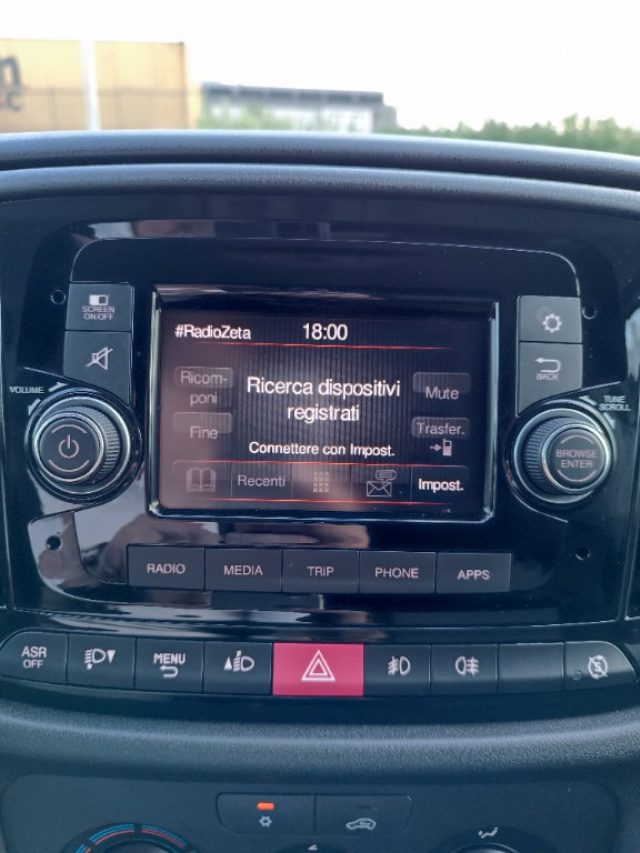 SCREEN
ON/OFF
#RadioZeta 18:00
Ricom-
poni
Ricerca dispositivi
registrati
Mute
Fine
Connettere con Impost.
Trasfer.
Recenti
Impost.
VOLUME
BACK
TUNE
SCROLL
BROWSE
ENTER
RADIO
MEDIA
TRIP
PHONE
APPS
ASR
OFF
MENU